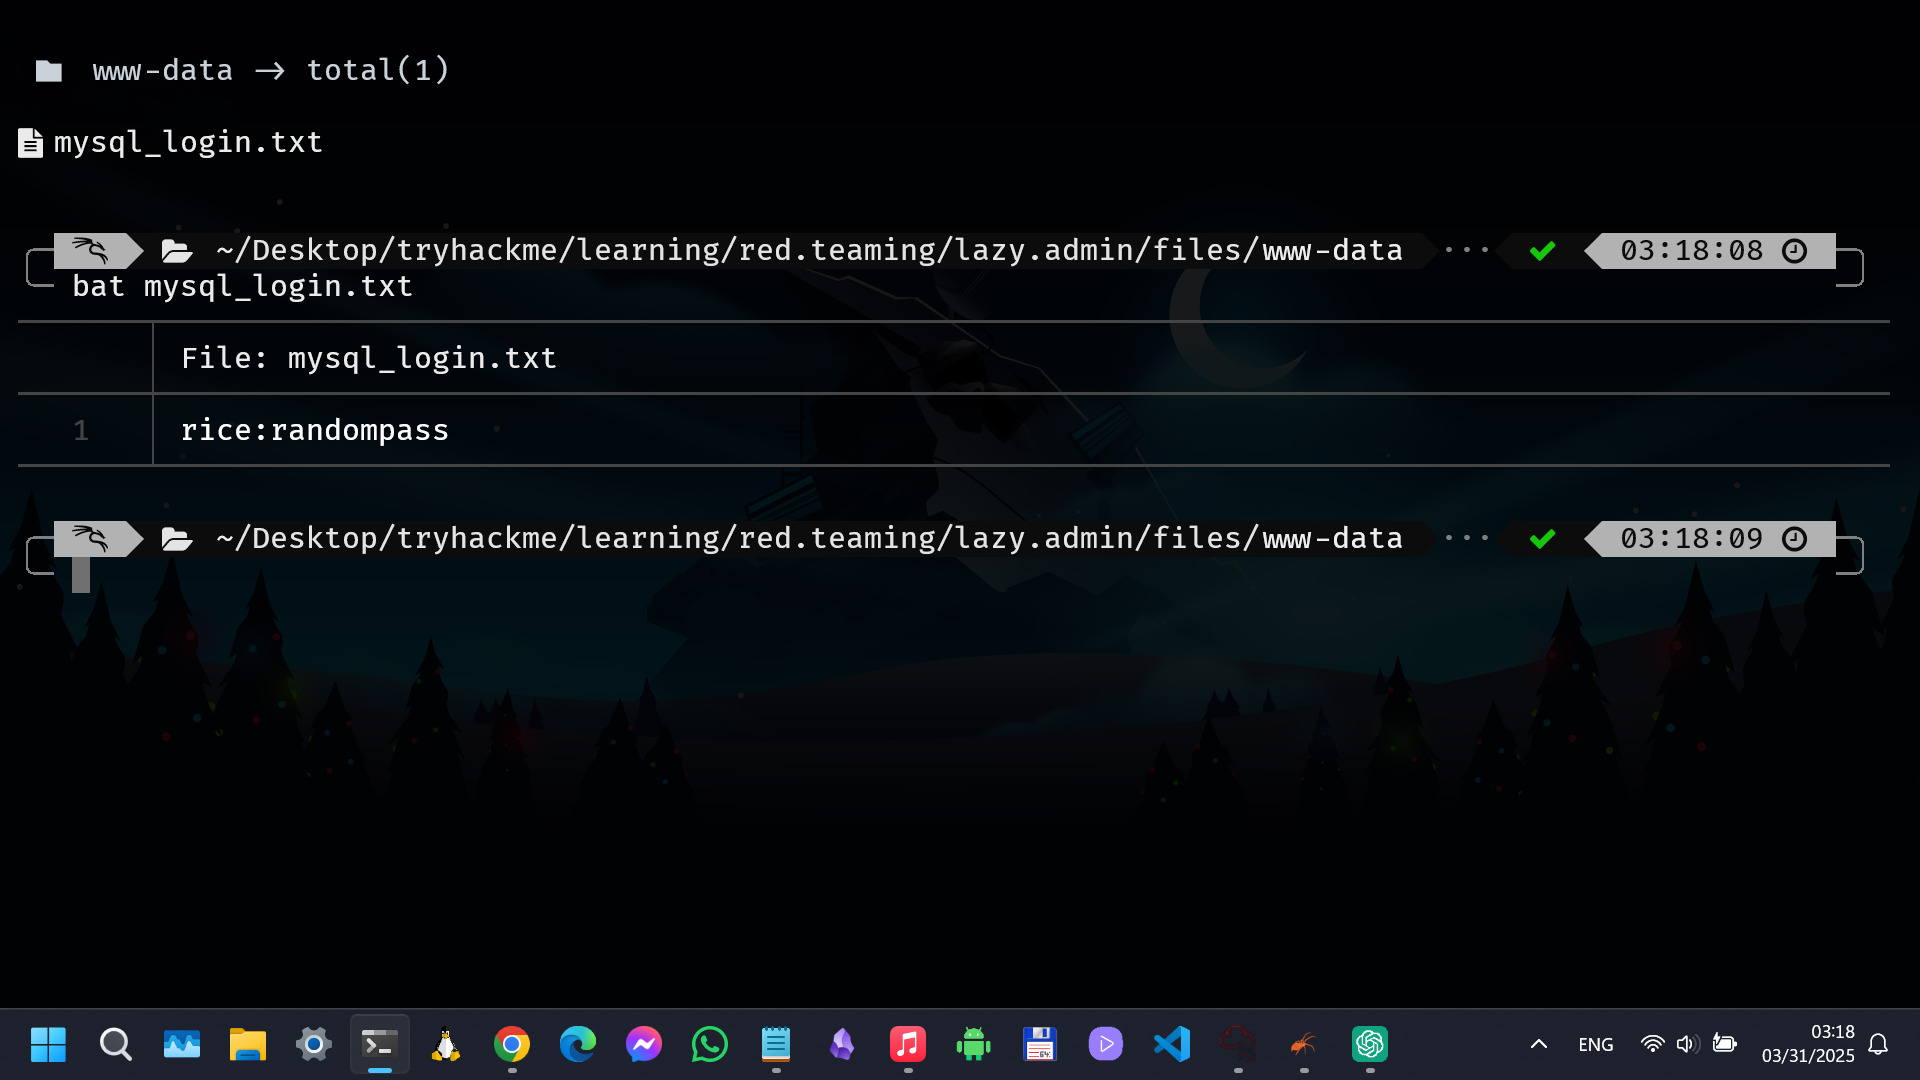 www-data → total(1)
mysql_login.txt
~/Desktop/tryhackme/learning/red.teaming/lazy.admin/files/www-data ··· ✔ 03:18:08
bat mysql_login.txt
File: mysql_login.txt
1 rice:randompass
~/Desktop/tryhackme/learning/red.teaming/lazy.admin/files/www-data ··· ✔ 03:18:09
64
ENG
03:18
03/31/2025